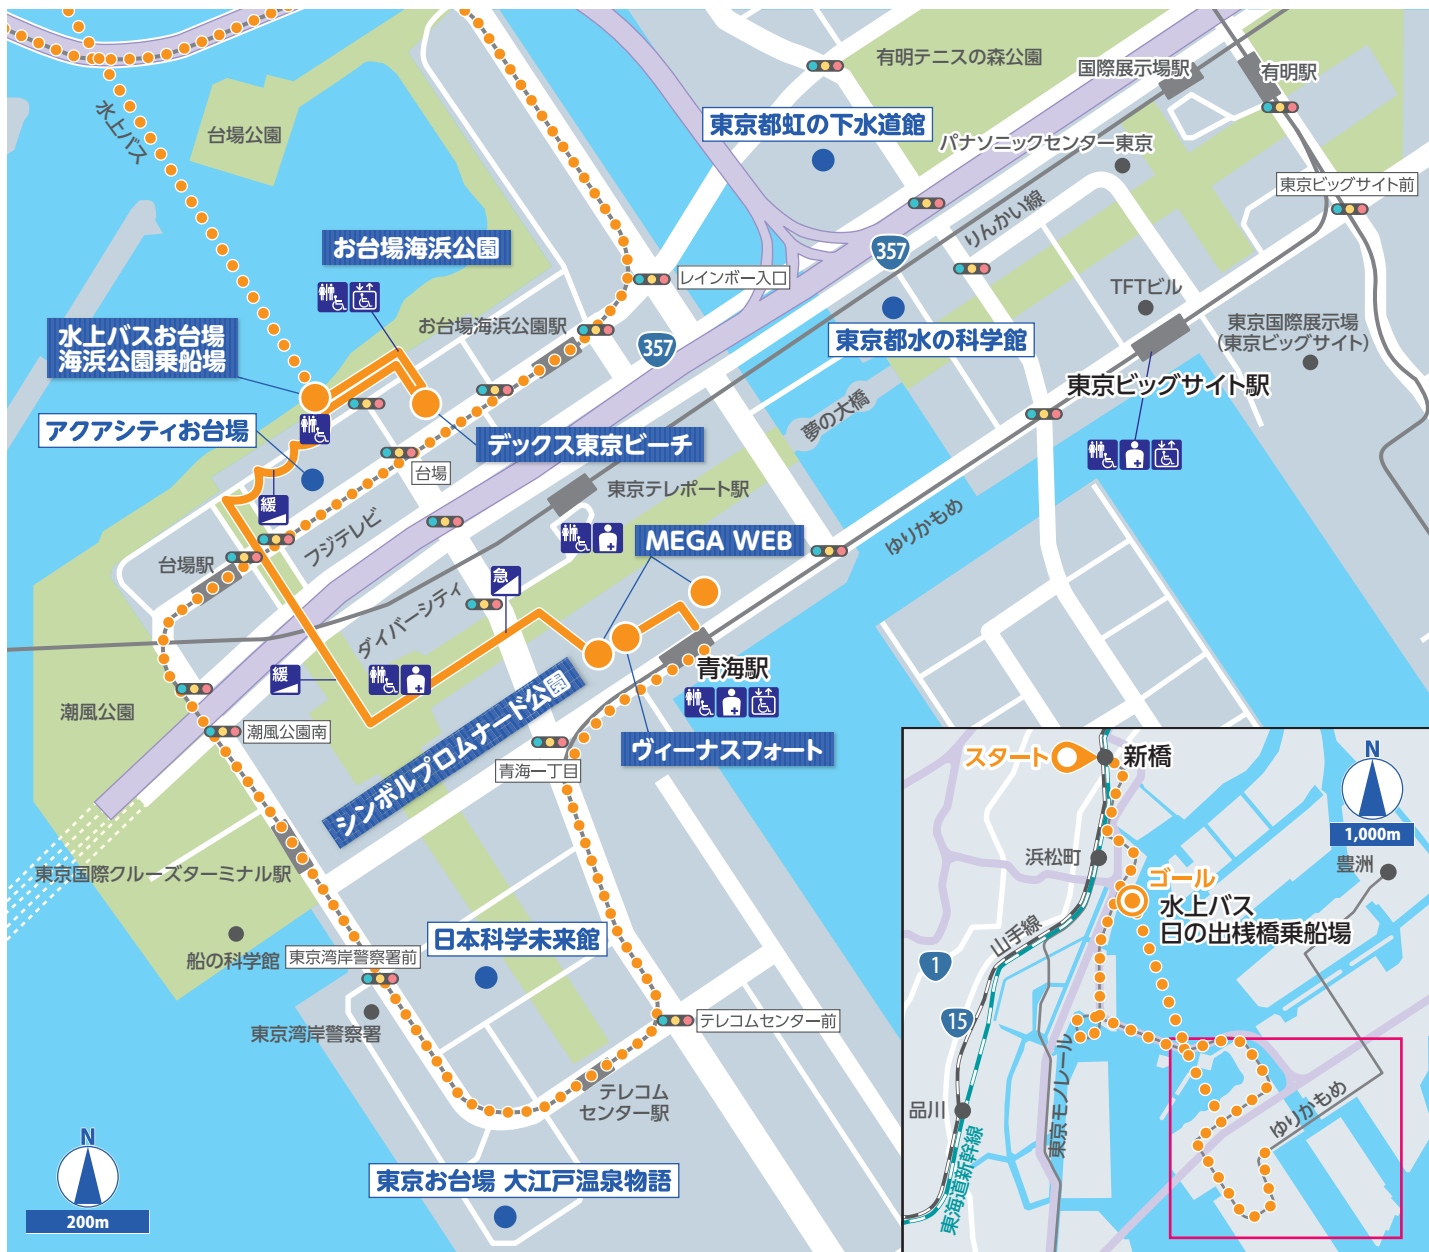 有明テニスの森公園
国際展示場駅
有明駅
水上バス
台場公園
東京都虹の下水道館
パナソニックセンター東京
東京ビッグサイト前
りんかい線
357
お台場海浜公園
レインボー入口
TFTビル
お台場海浜公園駅
水上バスお台場
海浜公園乗船場
357
東京都水の科学館
東京国際展示場
(東京ビッグサイト)
東京ビッグサイト駅
夢の大橋
アクアシティお台場
デックス東京ビーチ
台場
東京テレポート駅
緩
フジテレビ
ゆりかもめ
MEGA WEB
台場駅
急
ダイバーシティ
緩
青海駅
潮風公園
潮風公園南
シンボルプロムナード公園
ヴィーナスフォート
青海一丁目
東京国際クルーズターミナル駅
船の科学館
東京湾岸警察署前
日本科学未来館
東京湾岸警察署
テレコムセンター前
テレコム
センター駅
東京お台場 大江戸温泉物語
N
200m
スタート
新橋
N
1,000m
浜松町
豊洲
ゴール
水上バス
日の出桟橋乗船場
山手線
1
15
東京モノレール
ゆりかもめ
品川
東海道新幹線